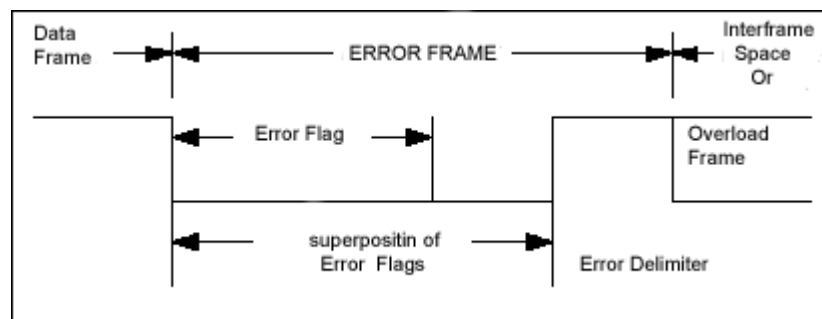 Data
Frame
ERROR FRAME
Interframe
Space
Or
Error Flag
Overload
Frame
superpositin of
Error Flags
Error Delimiter